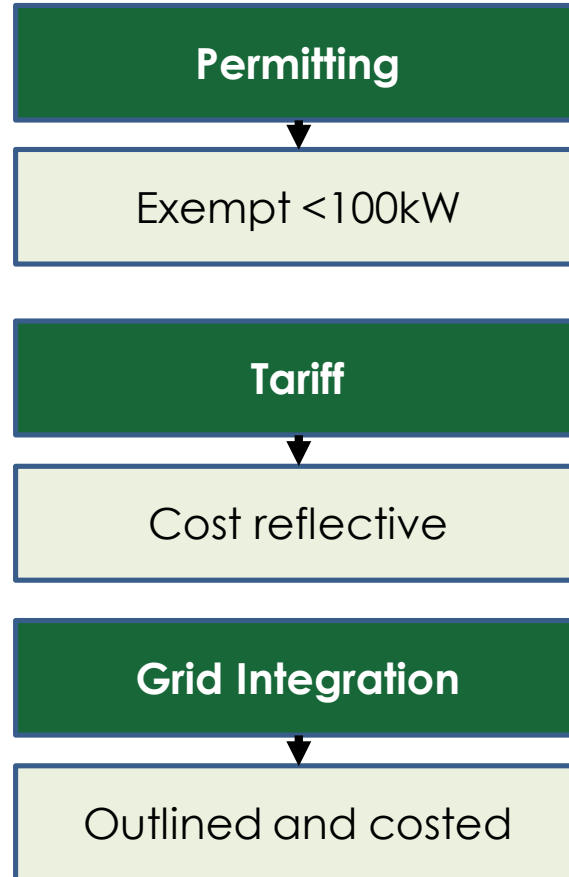 Permitting
Exempt <100kW
Tariff
Cost reflective
Grid Integration
Outlined and costed